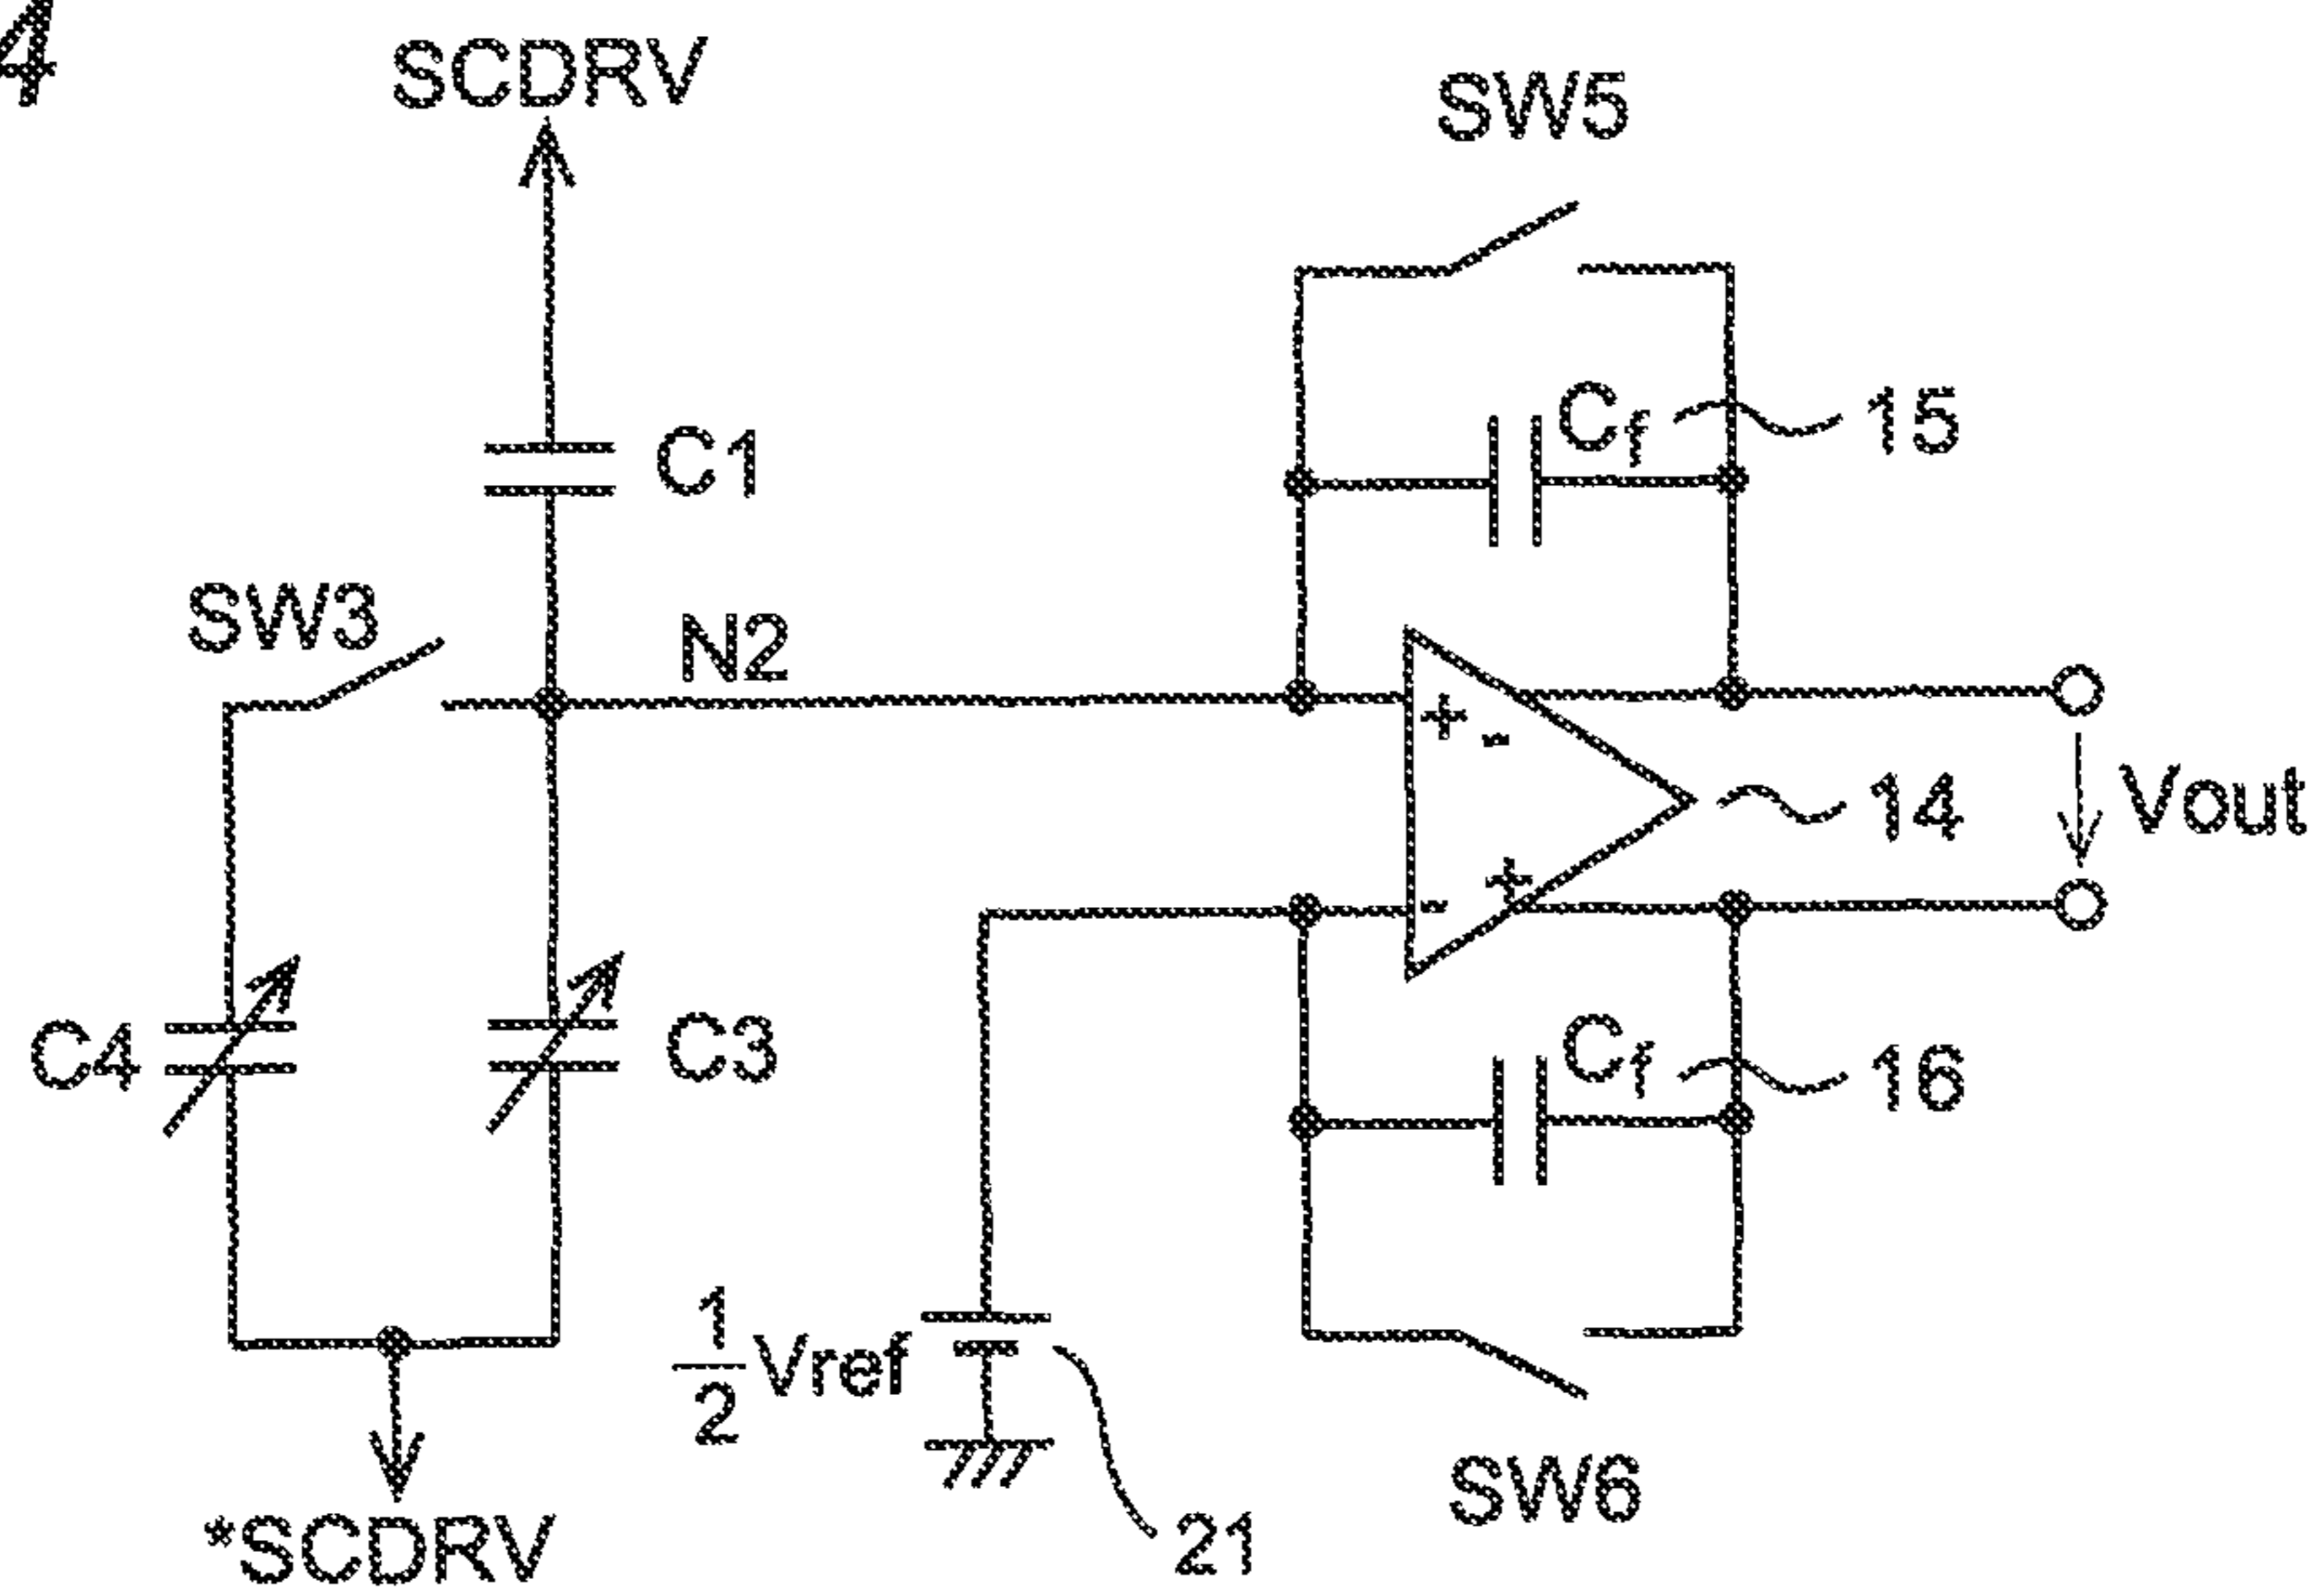 4
SCDRV
SW5
Cf
15
C1
SW3
N2
+
-
14
Vout
+
-
C4
C3
Cf
16
1/2 Vref
SW6
*SCDRV
21